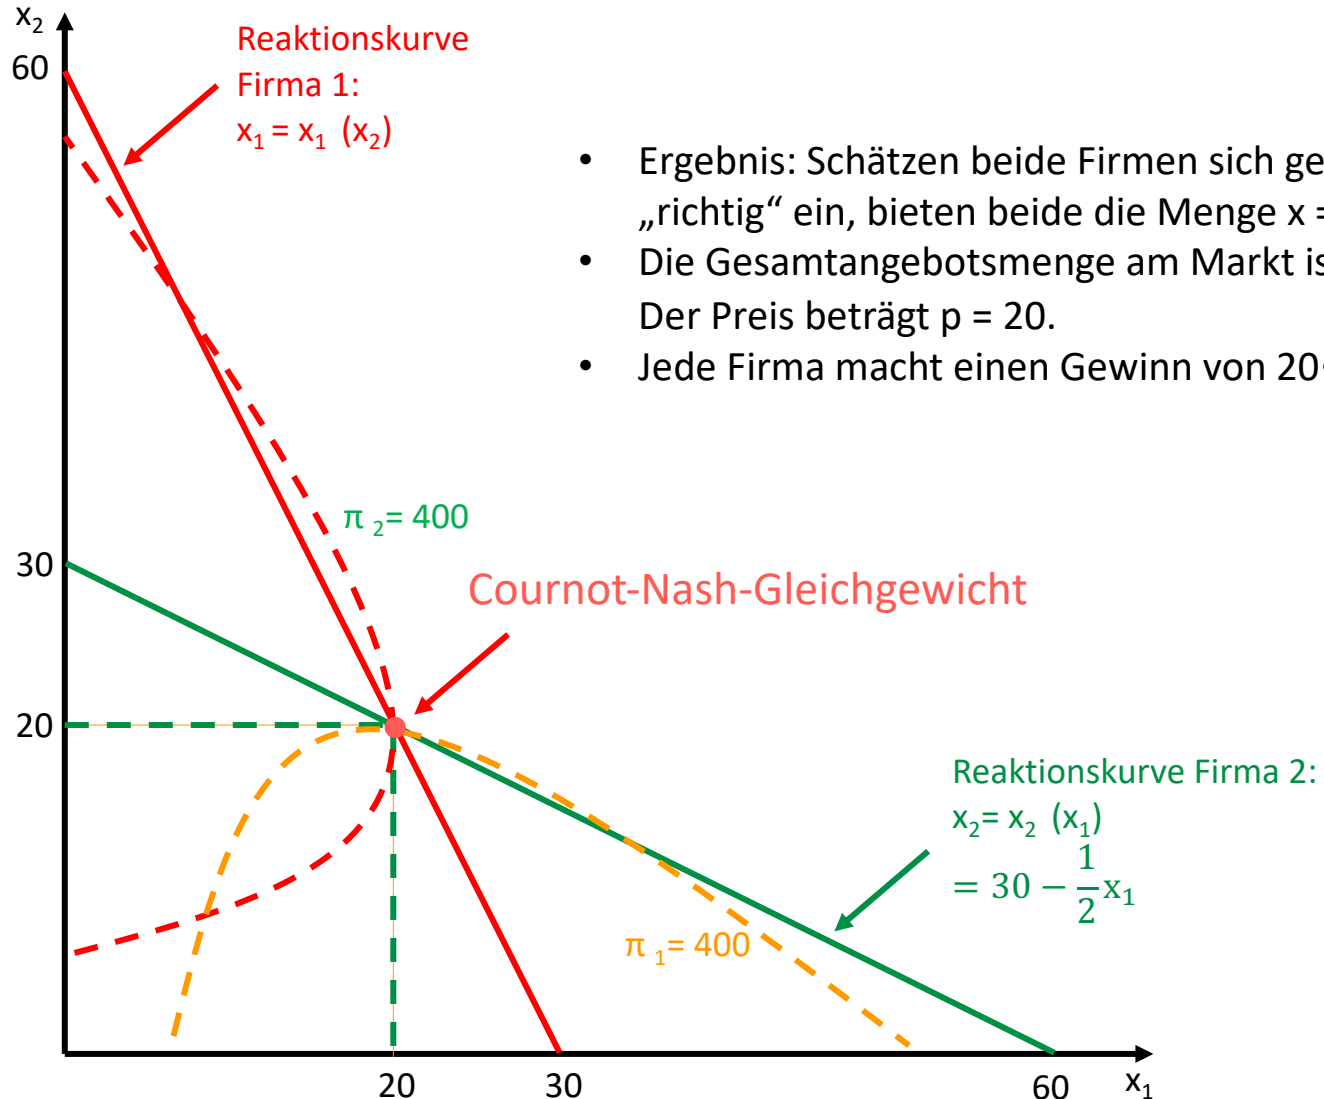 x₂
60
Reaktionskurve
Firma 1:
x₁ = x₁ (x₂)
• Ergebnis: Schätzen beide Firmen sich ge
„richtig“ ein, bieten beide die Menge x =
• Die Gesamtangebotsmenge am Markt is
Der Preis beträgt p = 20.
• Jede Firma macht einen Gewinn von 20
π ₂= 400
30
Cournot-Nash-Gleichgewicht
20
Reaktionskurve Firma 2:
x₂= x₂ (x₁)
= 30 − 1/2 x₁
π ₁= 400
20 30 60 x₁